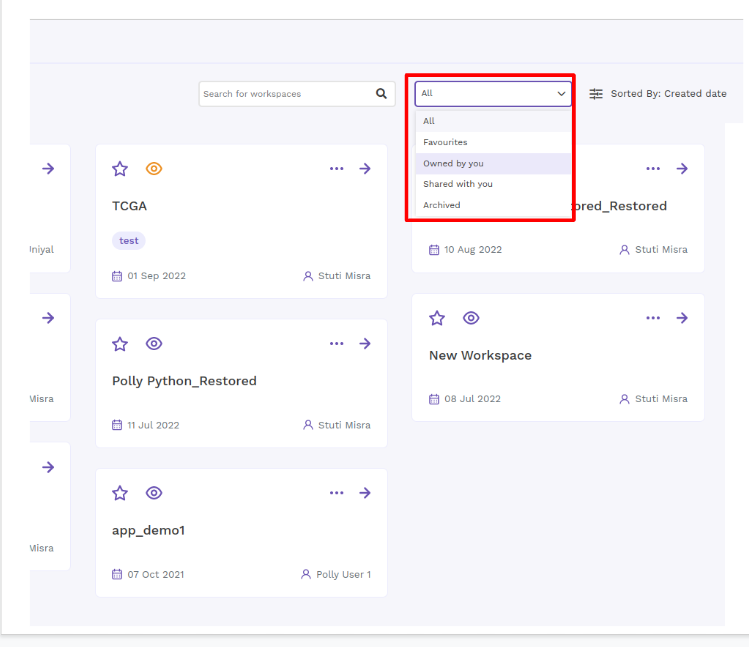 Search for workspaces
All
Sorted By: Created date
All
Favourites
Owned by you
Shared with you
Archived
TCGA
test
01 Sep 2022
Stuti Misra
ored_Restored
10 Aug 2022
Stuti Misra
Uniyal
Polly Python_Restored
11 Jul 2022
Stuti Misra
New Workspace
08 Jul 2022
Stuti Misra
Misra
app_demo1
07 Oct 2021
Polly User 1
Misra